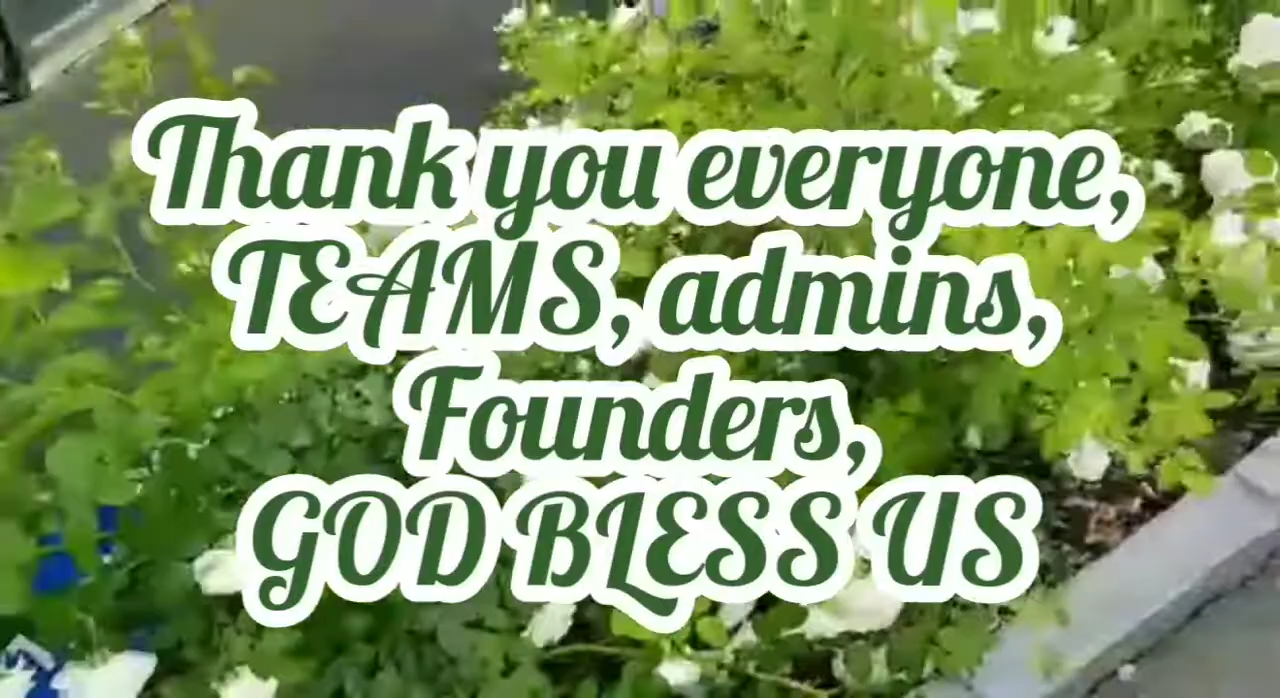 Thank you everyone,
TEAMS, admins,
Founders,
GOD BLESS US